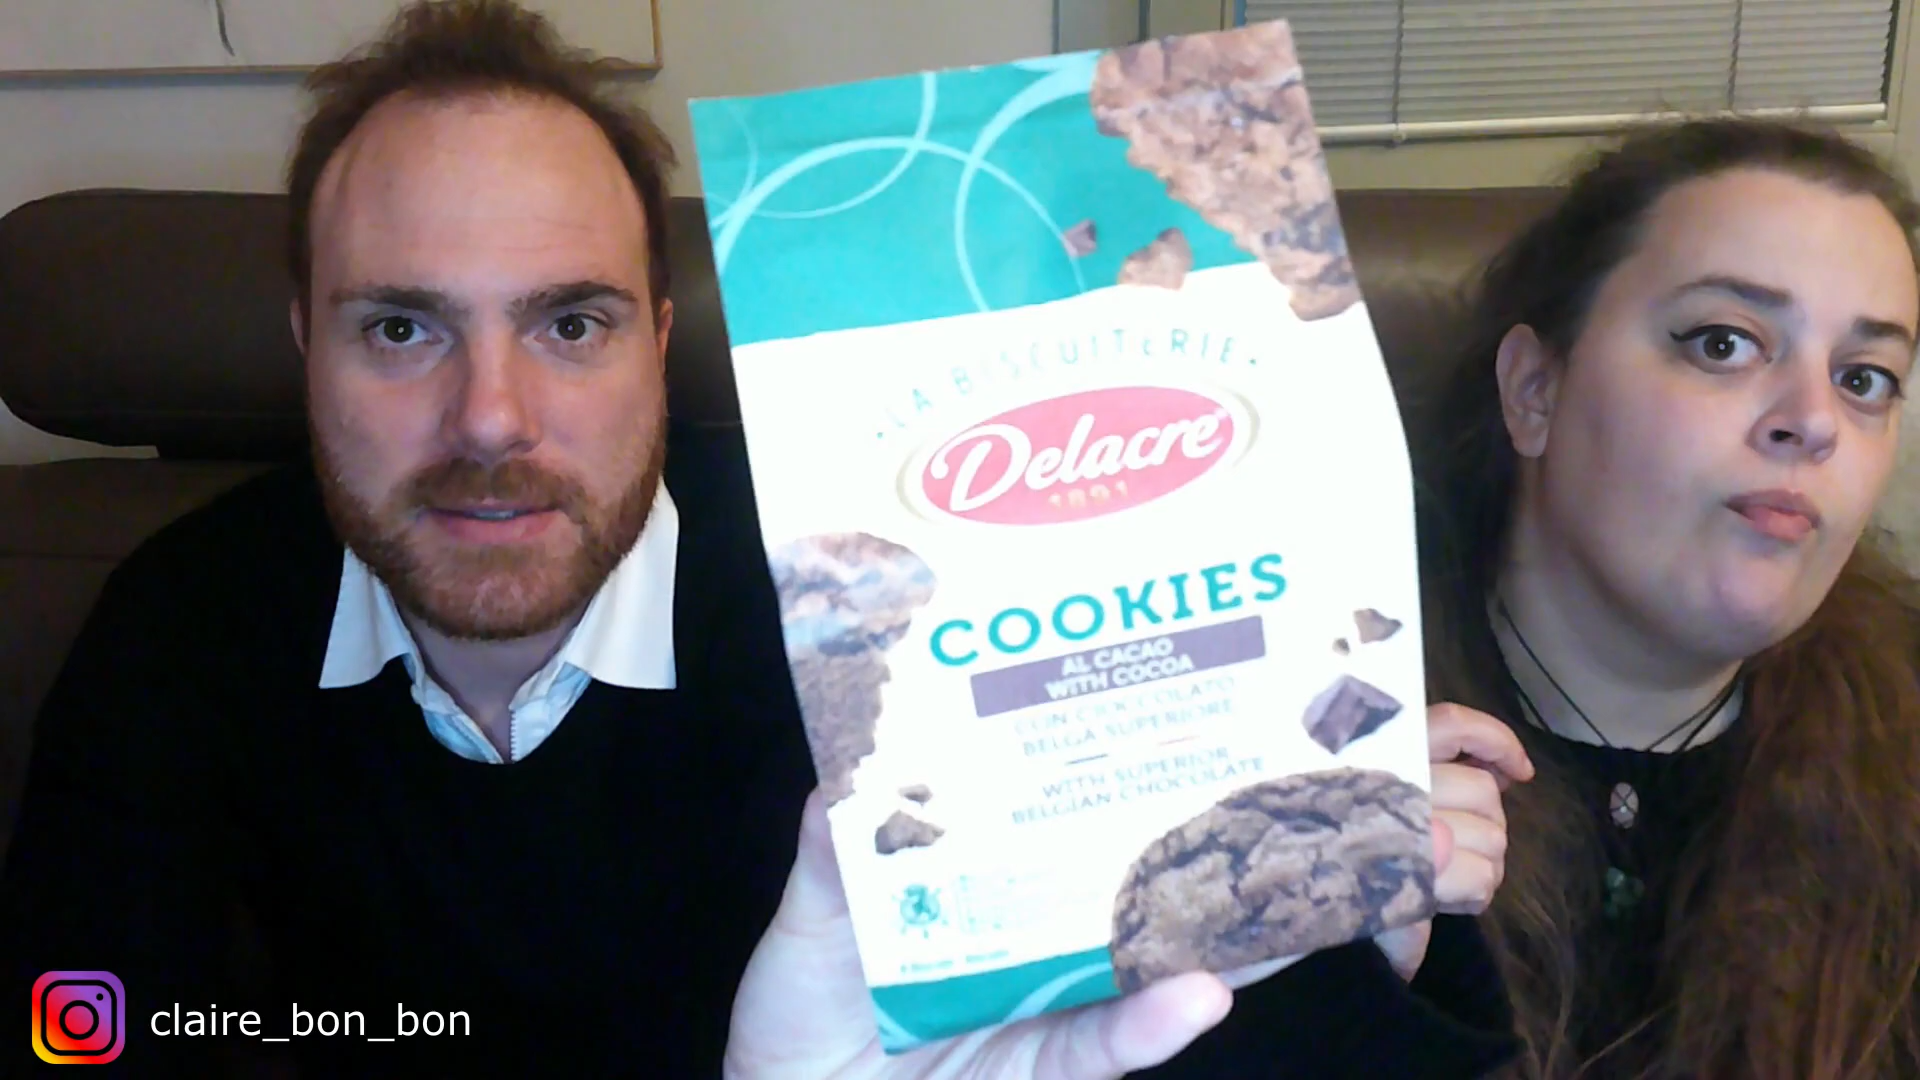 ·LA BISCUITERIE·
Delacre
1891
COOKIES
AL CACAO
WITH COCOA
CON CIOCCOLATO
BELGA SUPERIORE
WITH SUPERIOR
BELGIAN CHOCOLATE
claire_bon_bon